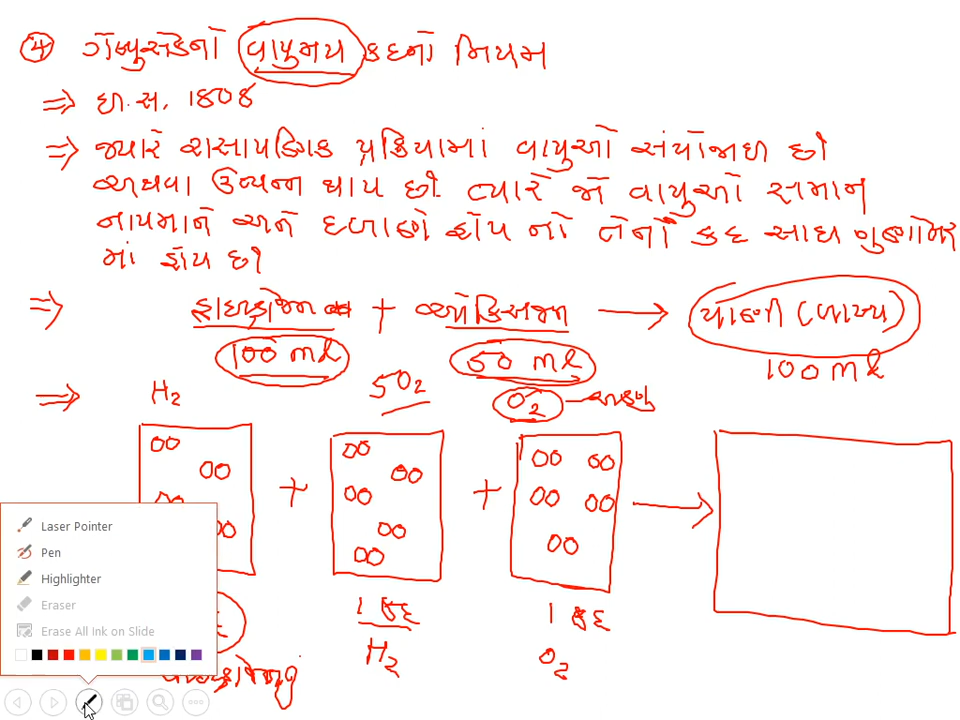 ④ ગૅલ્યુસેકનો વાયુમય કદનો નિયમ
⇒ ઈ.સ. 1808
⇒ જ્યારે રાસાયણિક પ્રક્રિયામાં વાયુઓ સંયોજાઈ છે
અથવા ઉત્પન્ન થાય છે ત્યારે જો વાયુઓ સમાન
તાપમાને અને દબાણે હોય તો તેનો કદ સાદા ગુણોત્તર
માં હોય છે
⇒ હાઇડ્રોજન + ઓક્સિજન → પાણી (બાષ્પ)
100 ml 50 ml 100 ml
⇒ H₂ 5O₂ O₂
+ + →
1 કદ 1 કદ
H₂ O₂
Laser Pointer
Pen
Highlighter
Eraser
Erase All Ink on Slide